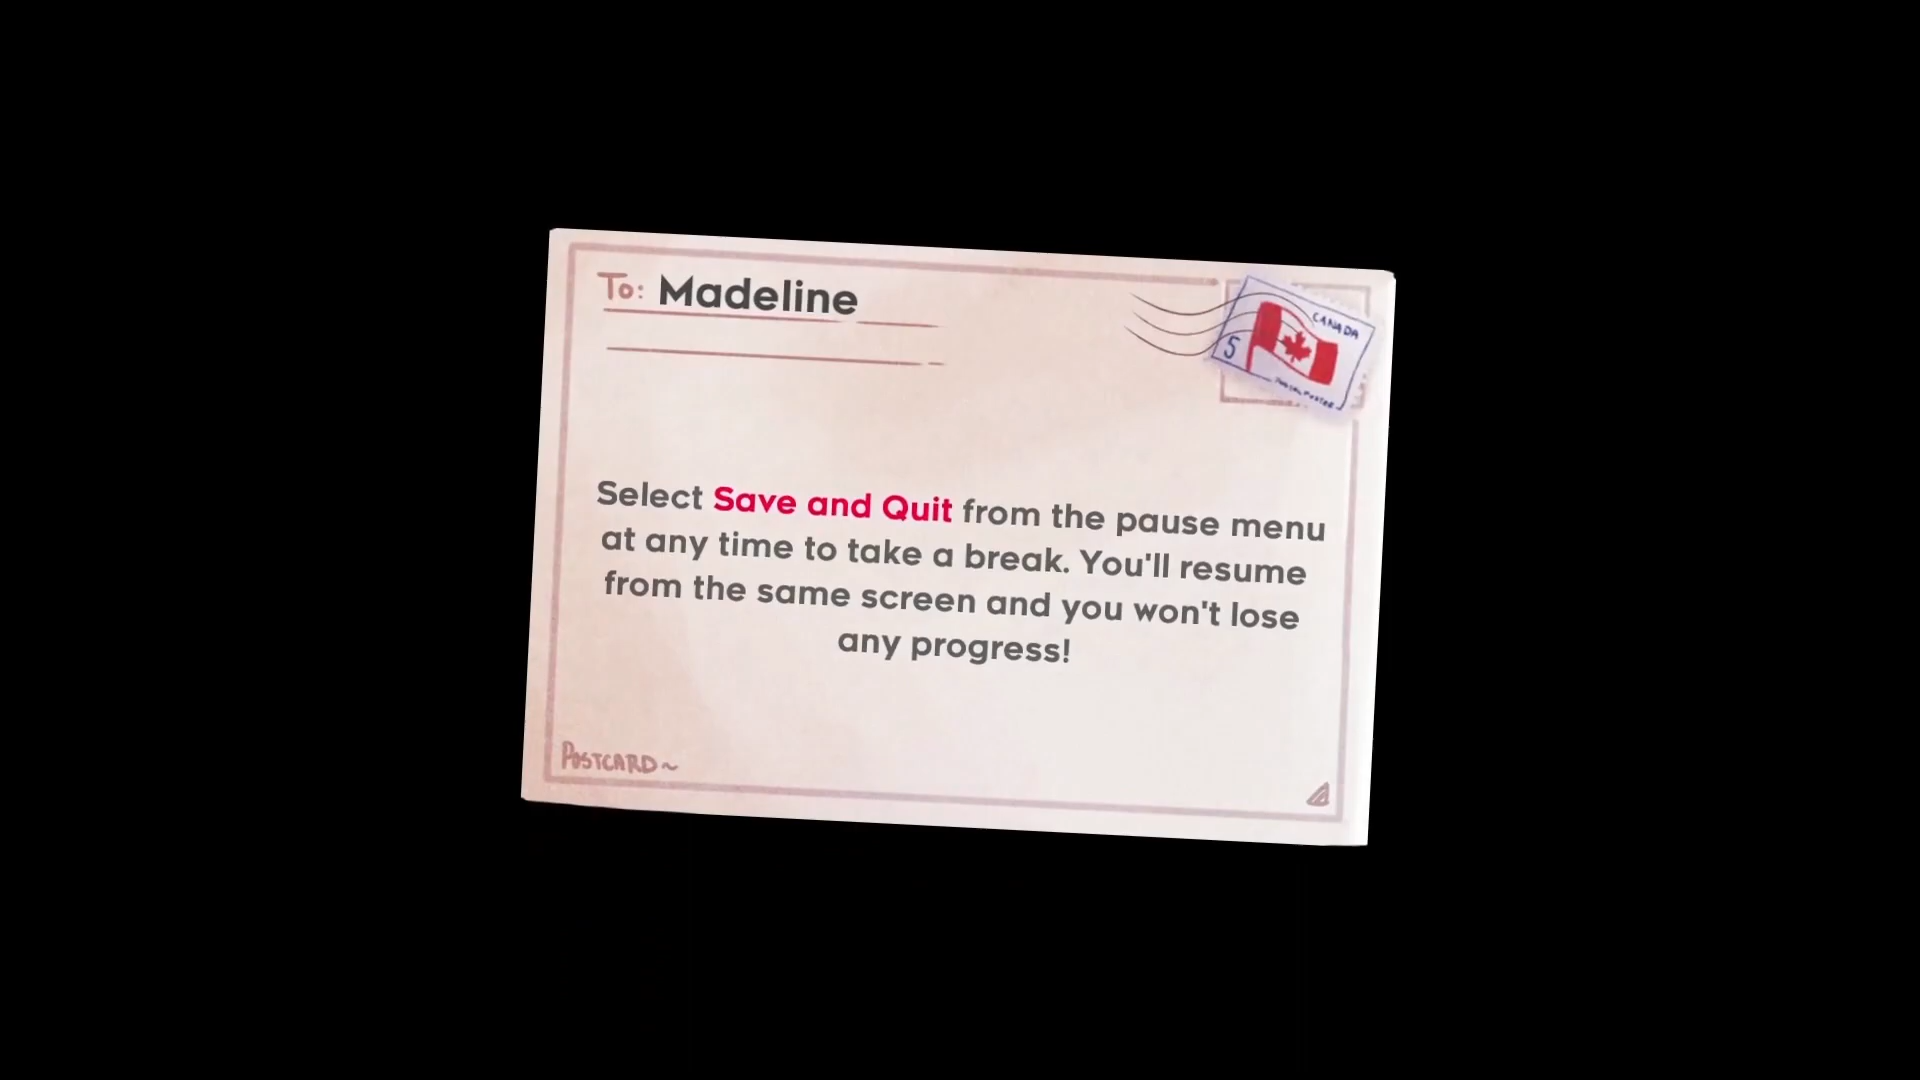 To: Madeline
CANADA
5
Select Save and Quit from the pause menu
at any time to take a break. You'll resume
from the same screen and you won't lose
any progress!
POSTCARD~